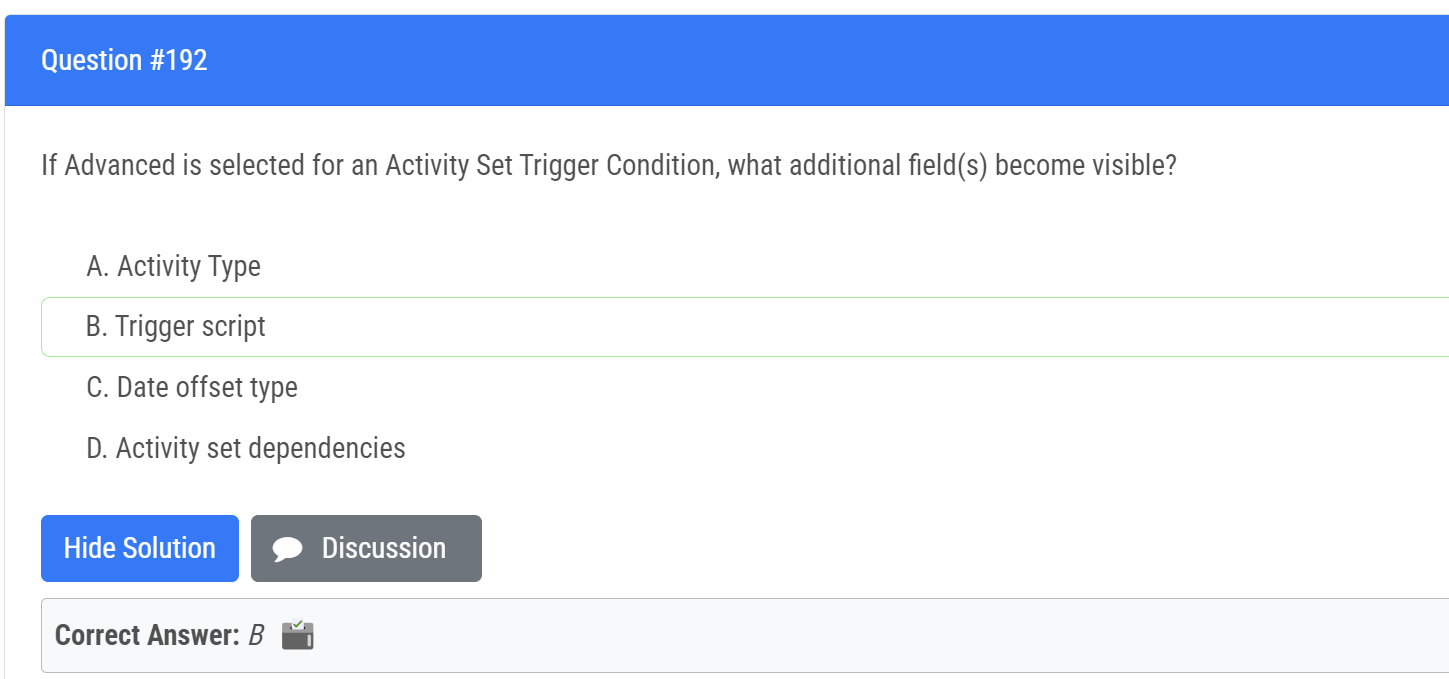 Question #192
If Advanced is selected for an Activity Set Trigger Condition, what additional field(s) become visible?
A. Activity Type
B. Trigger script
C. Date offset type
D. Activity set dependencies
Hide Solution Discussion
Correct Answer: B